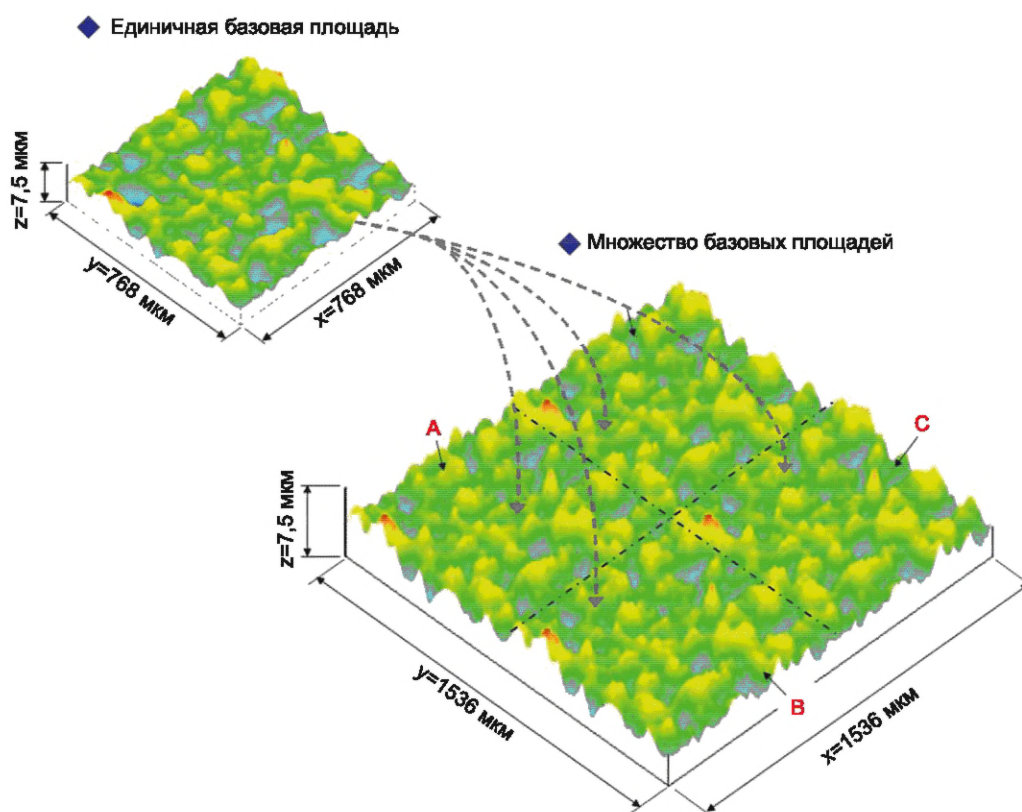 Единичная базовая площадь
z=7,5 мкм
y=768 мкм
x=768 мкм
Множество базовых площадей
A
C
z=7,5 мкм
y=1536 мкм
B
x=1536 мкм